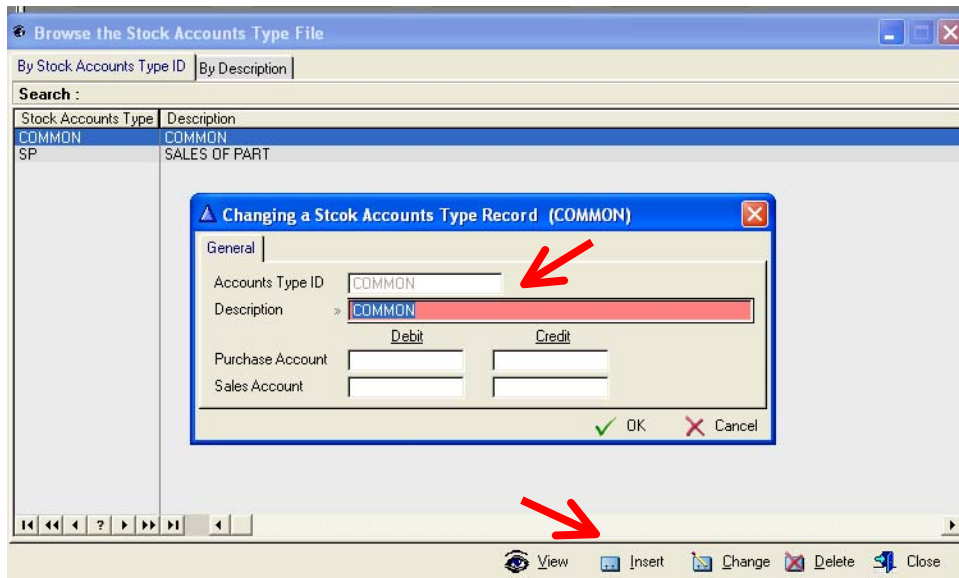 Browse the Stock Accounts Type File
By Stock Accounts Type ID By Description
Search :
Stock Accounts Type Description
COMMON COMMON
SP SALES OF PART
Changing a Stcok Accounts Type Record (COMMON)
General
Accounts Type ID COMMON
Description » COMMON
Debit Credit
Purchase Account
Sales Account
OK Cancel
?
View Insert Change Delete Close